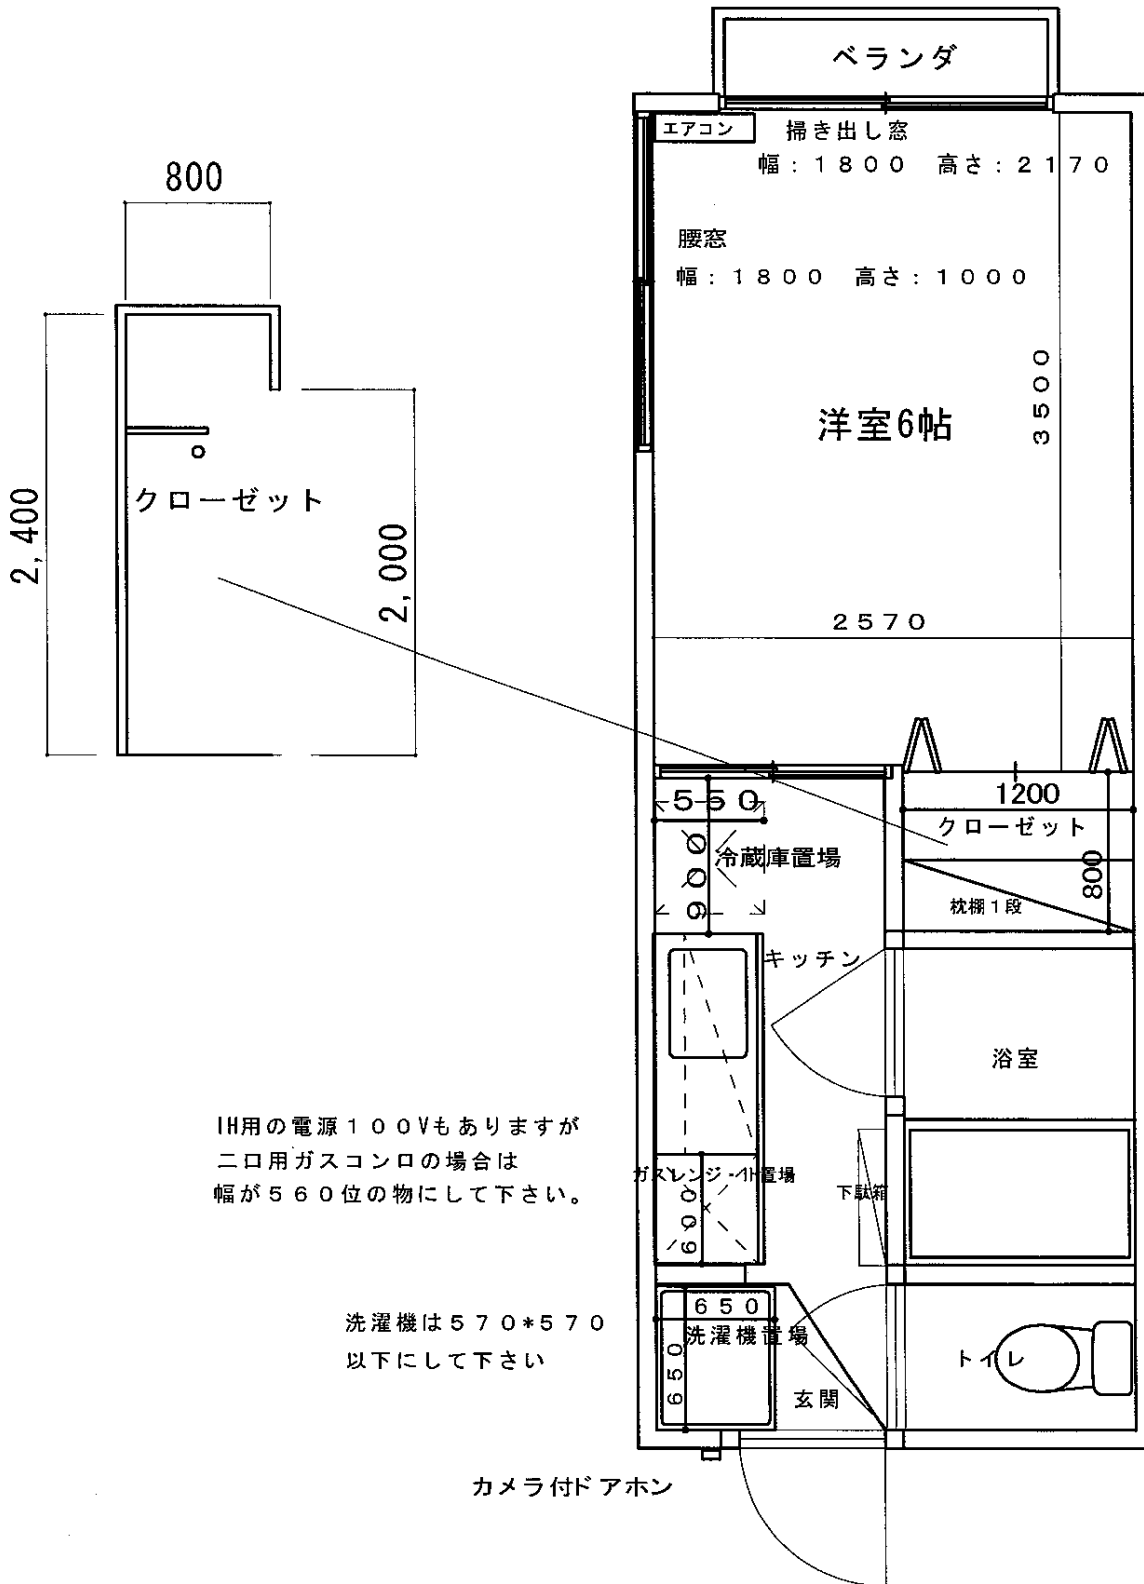 ベランダ
エアコン
掃き出し窓
幅：１８００　高さ：２１７０
腰窓
幅：１８００　高さ：１０００
800
2,400
クローゼット
2,000
洋室6帖
３５００
２５７０
５５０
９００
冷蔵庫置場
1200
クローゼット
800
枕棚１段
キッチン
浴室
IH用の電源１００Vもありますが
二口用ガスコンロの場合は
幅が５６０位の物にして下さい。
ガスレンジ
置場
６００
下駄箱
洗濯機は５７０*５７０
以下にして下さい
６５０
洗濯機置場
６５０
トイレ
玄関
カメラ付ドアホン